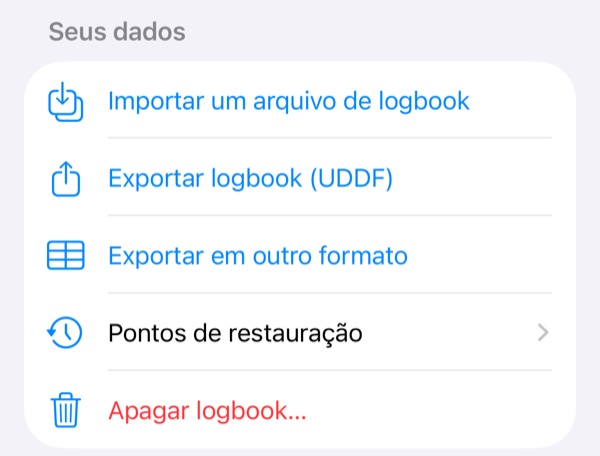 Seus dados
Importar um arquivo de logbook
Exportar logbook (UDDF)
Exportar em outro formato
Pontos de restauração
Apagar logbook...